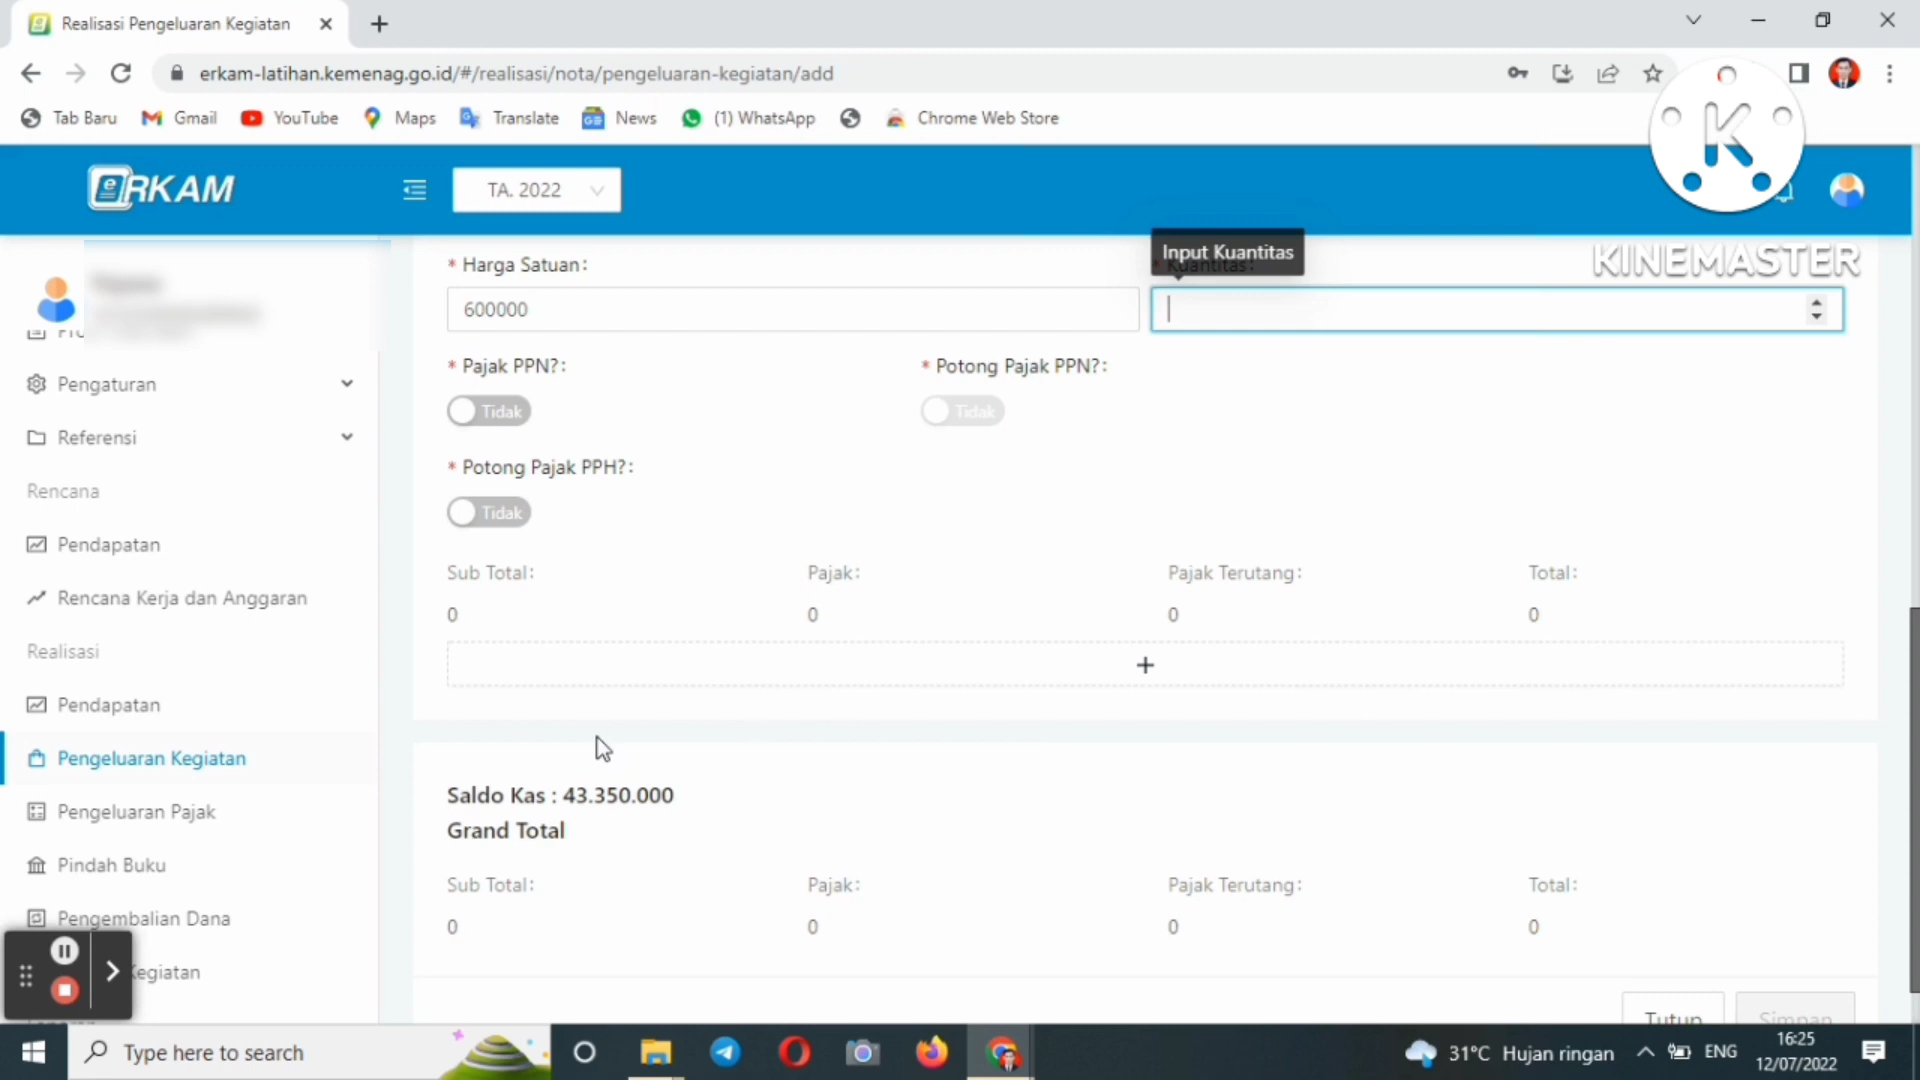 Realisasi Pengeluaran Kegiatan
erkam-latihan.kemenag.go.id/#/realisasi/nota/pengeluaran-kegiatan/add
Tab Baru Gmail YouTube Maps Translate News (1) WhatsApp Chrome Web Store
eRKAM
TA. 2022
K
KINEMASTER
Input Kuantitas
* Harga Satuan:
* Kuantitas:
600000
* Pajak PPN?:
* Potong Pajak PPN?:
Tidak
Tidak
* Potong Pajak PPH?:
Tidak
Sub Total: Pajak: Pajak Terutang: Total:
0 0 0 0
+
Saldo Kas : 43.350.000
Grand Total
Sub Total: Pajak: Pajak Terutang: Total:
0 0 0 0
Tutup Simpan
Pengaturan
Referensi
Rencana
Pendapatan
Rencana Kerja dan Anggaran
Realisasi
Pendapatan
Pengeluaran Kegiatan
Pengeluaran Pajak
Pindah Buku
Pengembalian Dana
Kegiatan
Type here to search
31°C Hujan ringan
ENG
16:25
12/07/2022